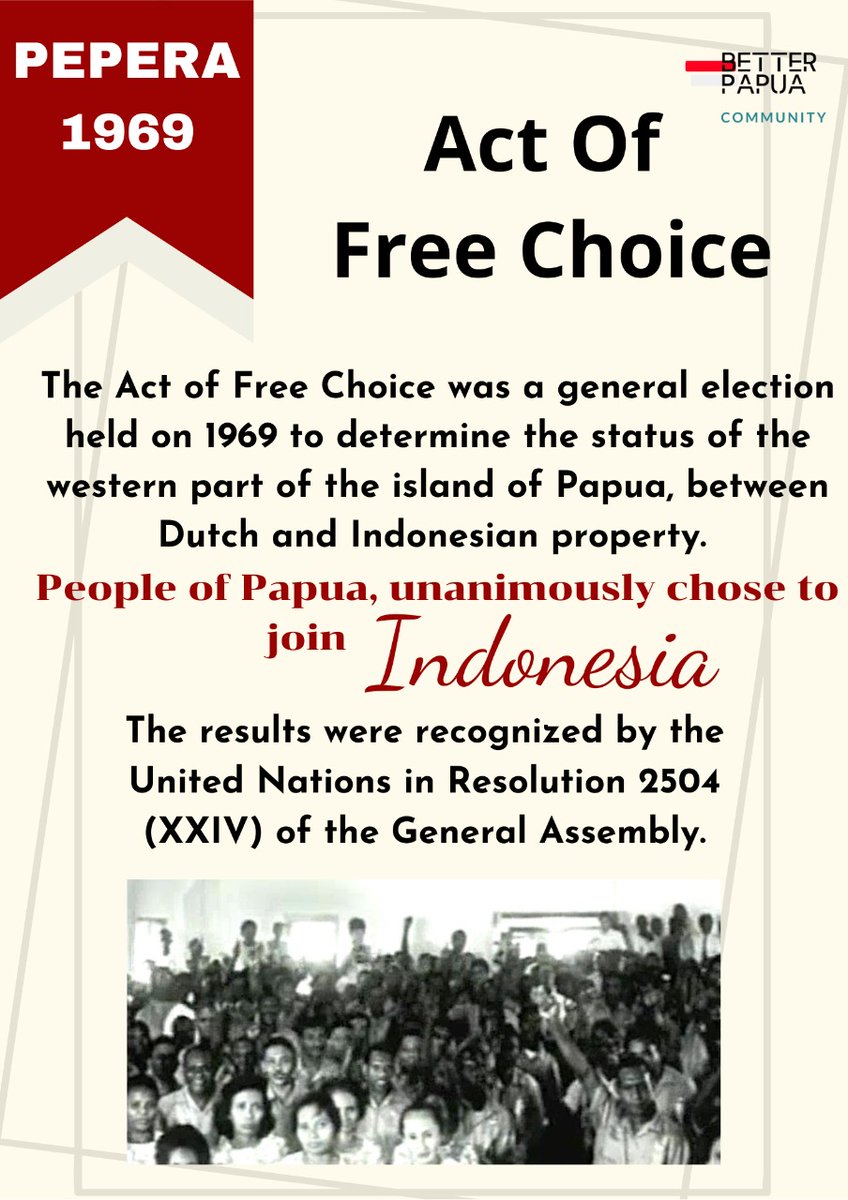 PEPERA
1969
BETTER
PAPUA
COMMUNITY
Act Of
Free Choice
The Act of Free Choice was a general election
held on 1969 to determine the status of the
western part of the island of Papua, between
Dutch and Indonesian property.
People of Papua, unanimously chose to
join Indonesia
The results were recognized by the
United Nations in Resolution 2504
(XXIV) of the General Assembly.